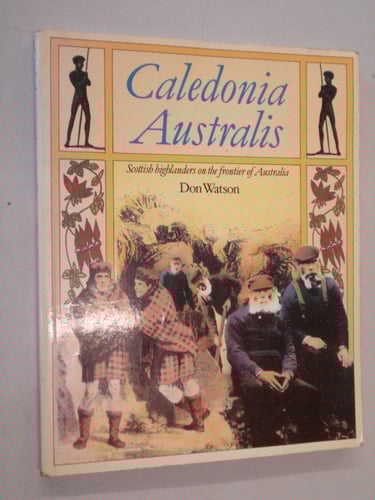 Caledonia
Australis
Scottish highlanders on the frontier of Australia
Don Watson